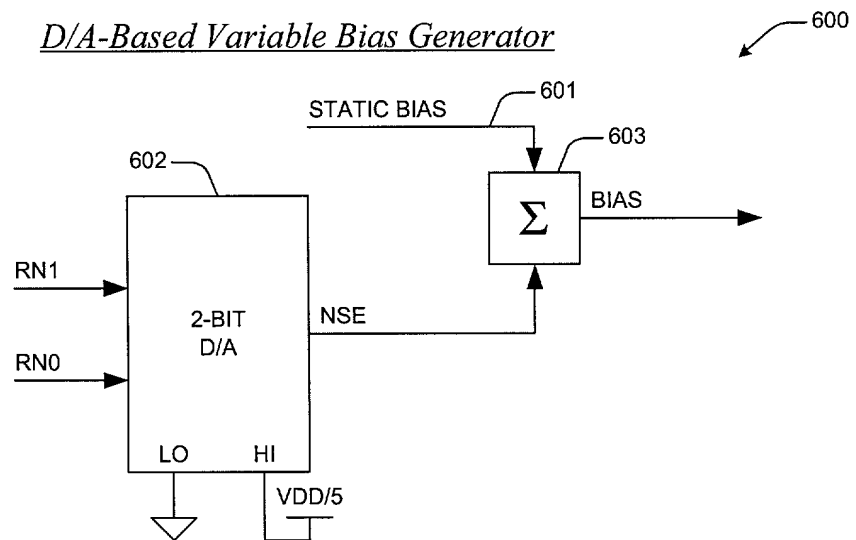 D/A-Based Variable Bias Generator
600
601
STATIC BIAS
603
602
Σ
BIAS
RN1
2-BIT
D/A
NSE
RN0
LO
HI
VDD/5